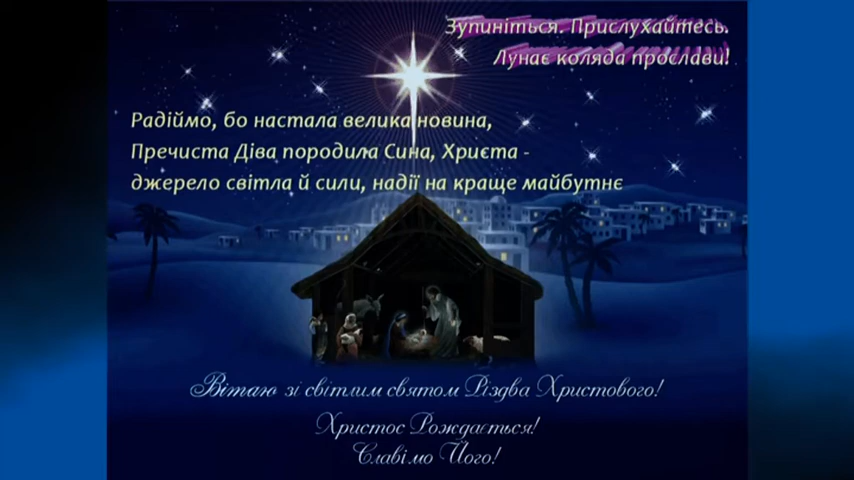 Зупиніться. Прислухайтесь.
Лунає коляда прослави!
Радіймо, бо настала велика новина,
Пречиста Діва породила Сина, Христа -
джерело світла й сили, надії на краще майбутнє
Вітаю зі світлим святом Різдва Христового!
Христос Рождається!
Славімо Його!